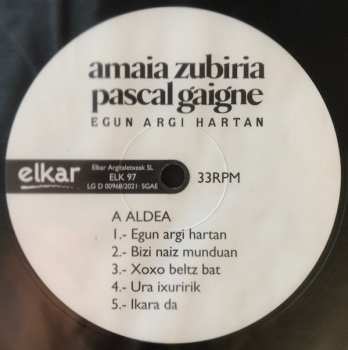 amaia zubiria
pascal gaigne
EGUN ARGI HARTAN
elkar
Elkar Argitaletxeak SL
ELK 97
LG D 00968/2021· SGAE
33RPM
A ALDEA
1.- Egun argi hartan
2.- Bizi naiz munduan
3.- Xoxo beltz bat
4.- Ura ixuririk
5.- Ikara da